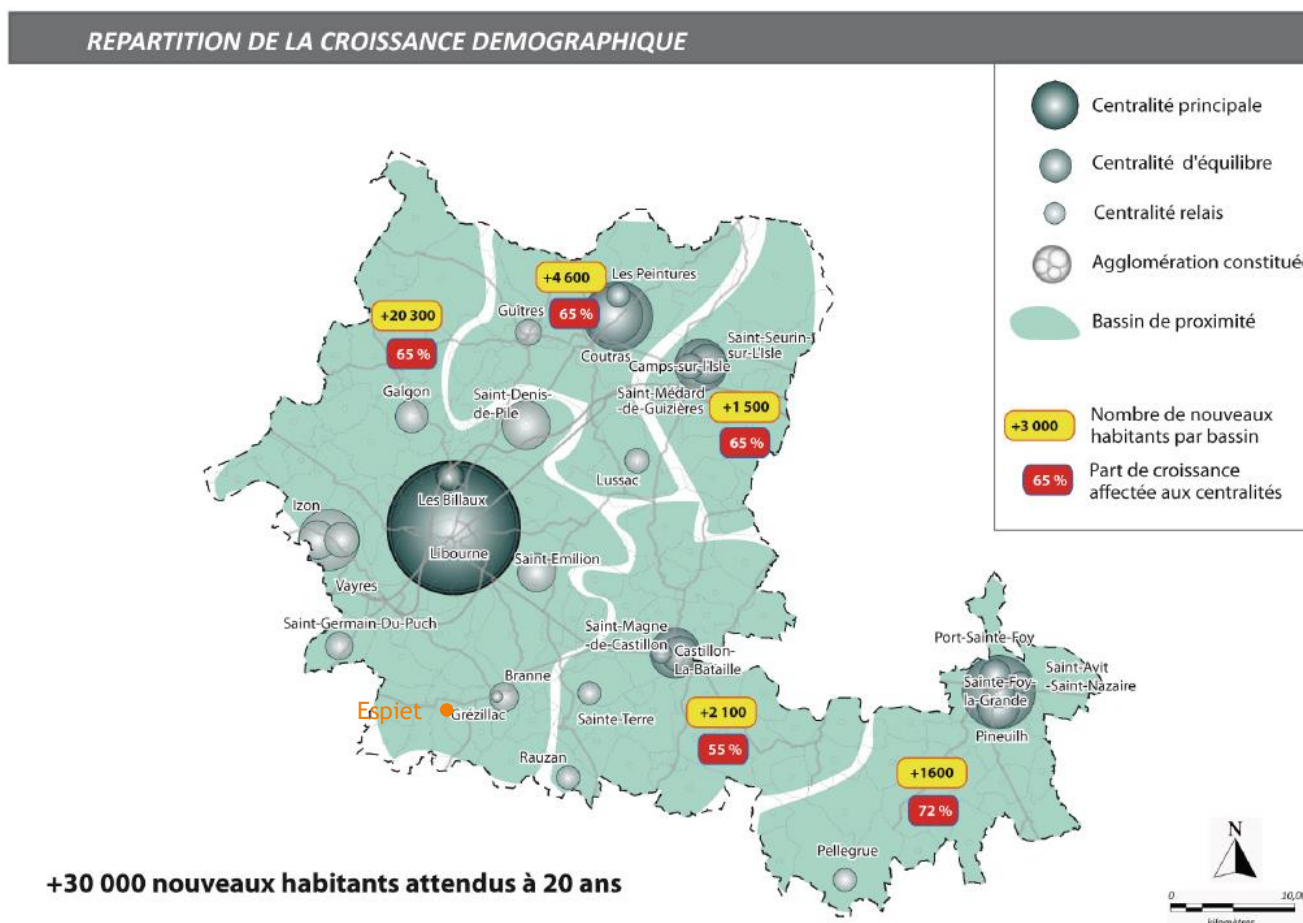 REPARTITION DE LA CROISSANCE DEMOGRAPHIQUE
Centralité principale
Centralité d'équilibre
Centralité relais
Agglomération constituée
Bassin de proximité
+3 000
Nombre de nouveaux
habitants par bassin
65 %
Part de croissance
affectée aux centralités
+4 600
65 %
Les Peintures
Guîtres
Coutras
+20 300
65 %
Galgon
Saint-Denis-
de-Pile
Saint-Seurin-
sur-L'Isle
Camps-sur-l'Isle
Saint-Médard
-de-Guizières
+1 500
65 %
Lussac
Les Billaux
Izon
Libourne
Saint-Emilion
Vayres
Saint-Germain-Du-Puch
Saint-Magne
-de-Castillon
Castillon-
La-Bataille
Port-Sainte-Foy
Saint-Avit
-Saint-Nazaire
Sainte-Foy-
la-Grande
Pineuilh
Branne
Espiet
Grézillac
Sainte-Terre
+2 100
55 %
Rauzan
+1600
72 %
Pellegrue
+30 000 nouveaux habitants attendus à 20 ans
N
0
10,00
kilomètres